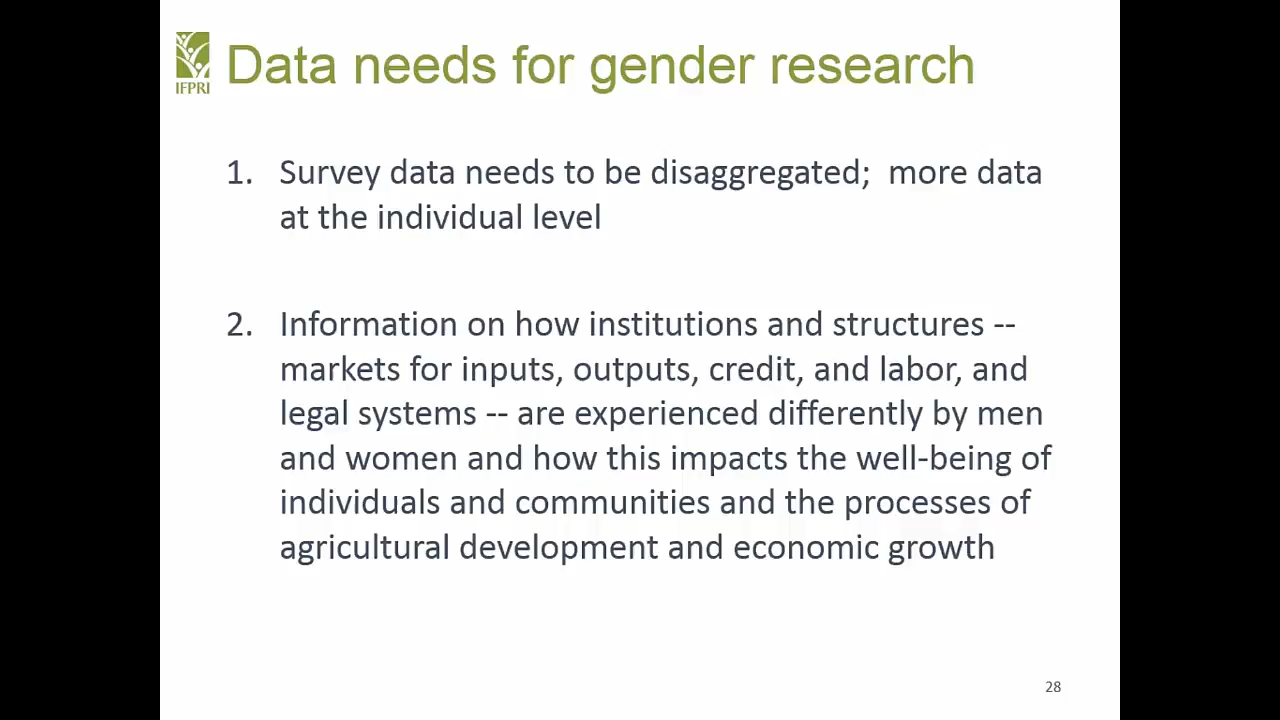 IFPRI
Data needs for gender research
1. Survey data needs to be disaggregated;  more data
at the individual level
2. Information on how institutions and structures --
markets for inputs, outputs, credit, and labor, and
legal systems -- are experienced differently by men
and women and how this impacts the well-being of
individuals and communities and the processes of
agricultural development and economic growth
28